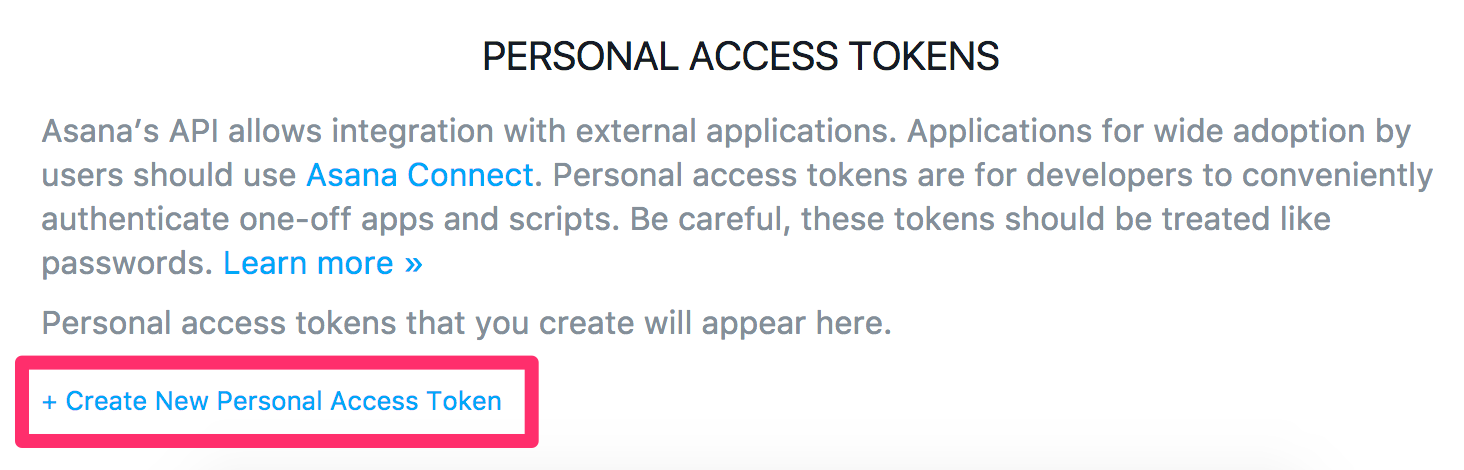 PERSONAL ACCESS TOKENS
Asana’s API allows integration with external applications. Applications for wide adoption by
users should use Asana Connect. Personal access tokens are for developers to conveniently
authenticate one-off apps and scripts. Be careful, these tokens should be treated like
passwords. Learn more »
Personal access tokens that you create will appear here.
+ Create New Personal Access Token